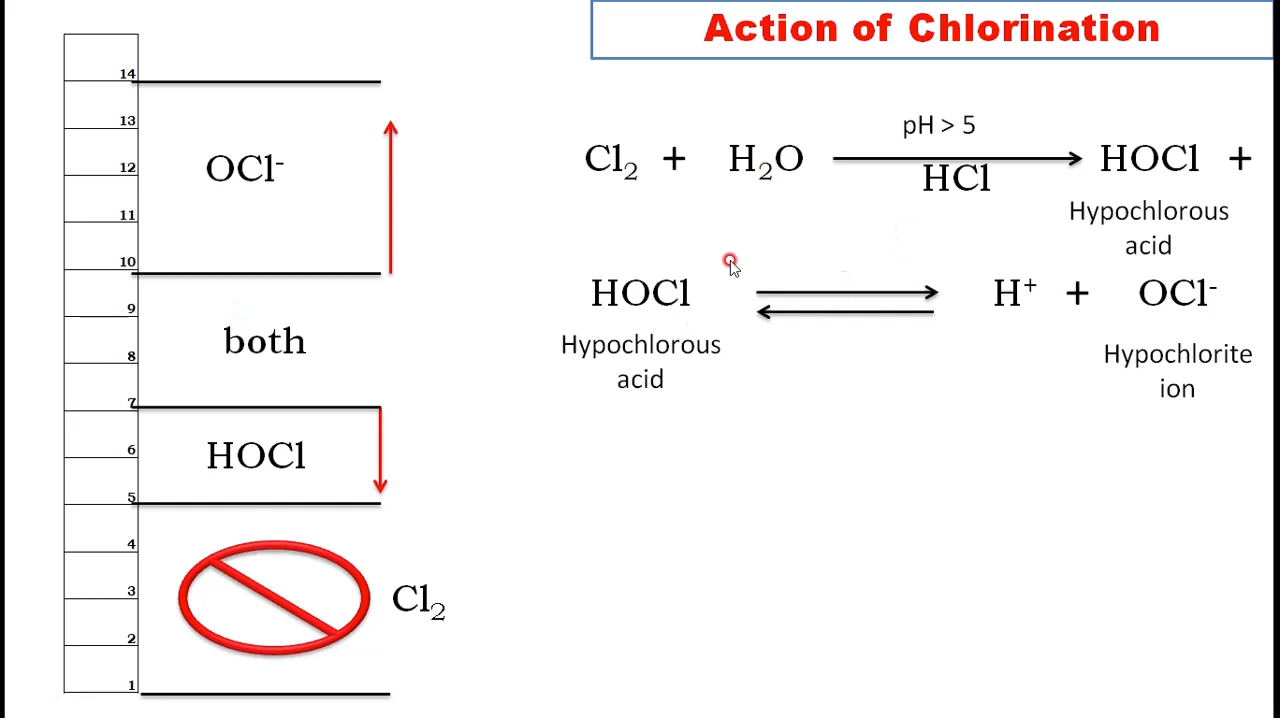 Action of Chlorination
14
13
12
11
10
9
8
7
6
5
4
3
2
1
OCl⁻
both
HOCl
Cl₂
pH > 5
Cl₂ + H₂O HOCl +
HCl
Hypochlorous
acid
HOCl H⁺ + OCl⁻
Hypochlorous
acid
Hypochlorite
ion